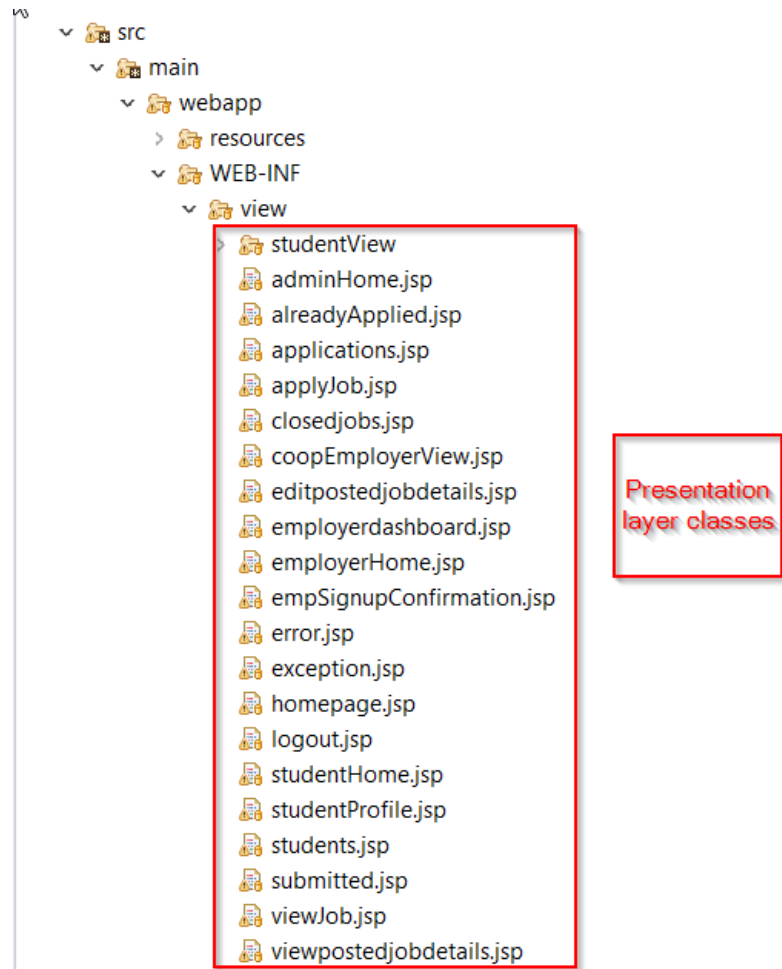 src
main
webapp
resources
WEB-INF
view
studentView
adminHome.jsp
alreadyApplied.jsp
applications.jsp
applyJob.jsp
closedjobs.jsp
coopEmployerView.jsp
editpostedjobdetails.jsp
employerdashboard.jsp
employerHome.jsp
empSignupConfirmation.jsp
error.jsp
exception.jsp
homepage.jsp
logout.jsp
studentHome.jsp
studentProfile.jsp
students.jsp
submitted.jsp
viewJob.jsp
viewpostedjobdetails.jsp
Presentation
layer classes